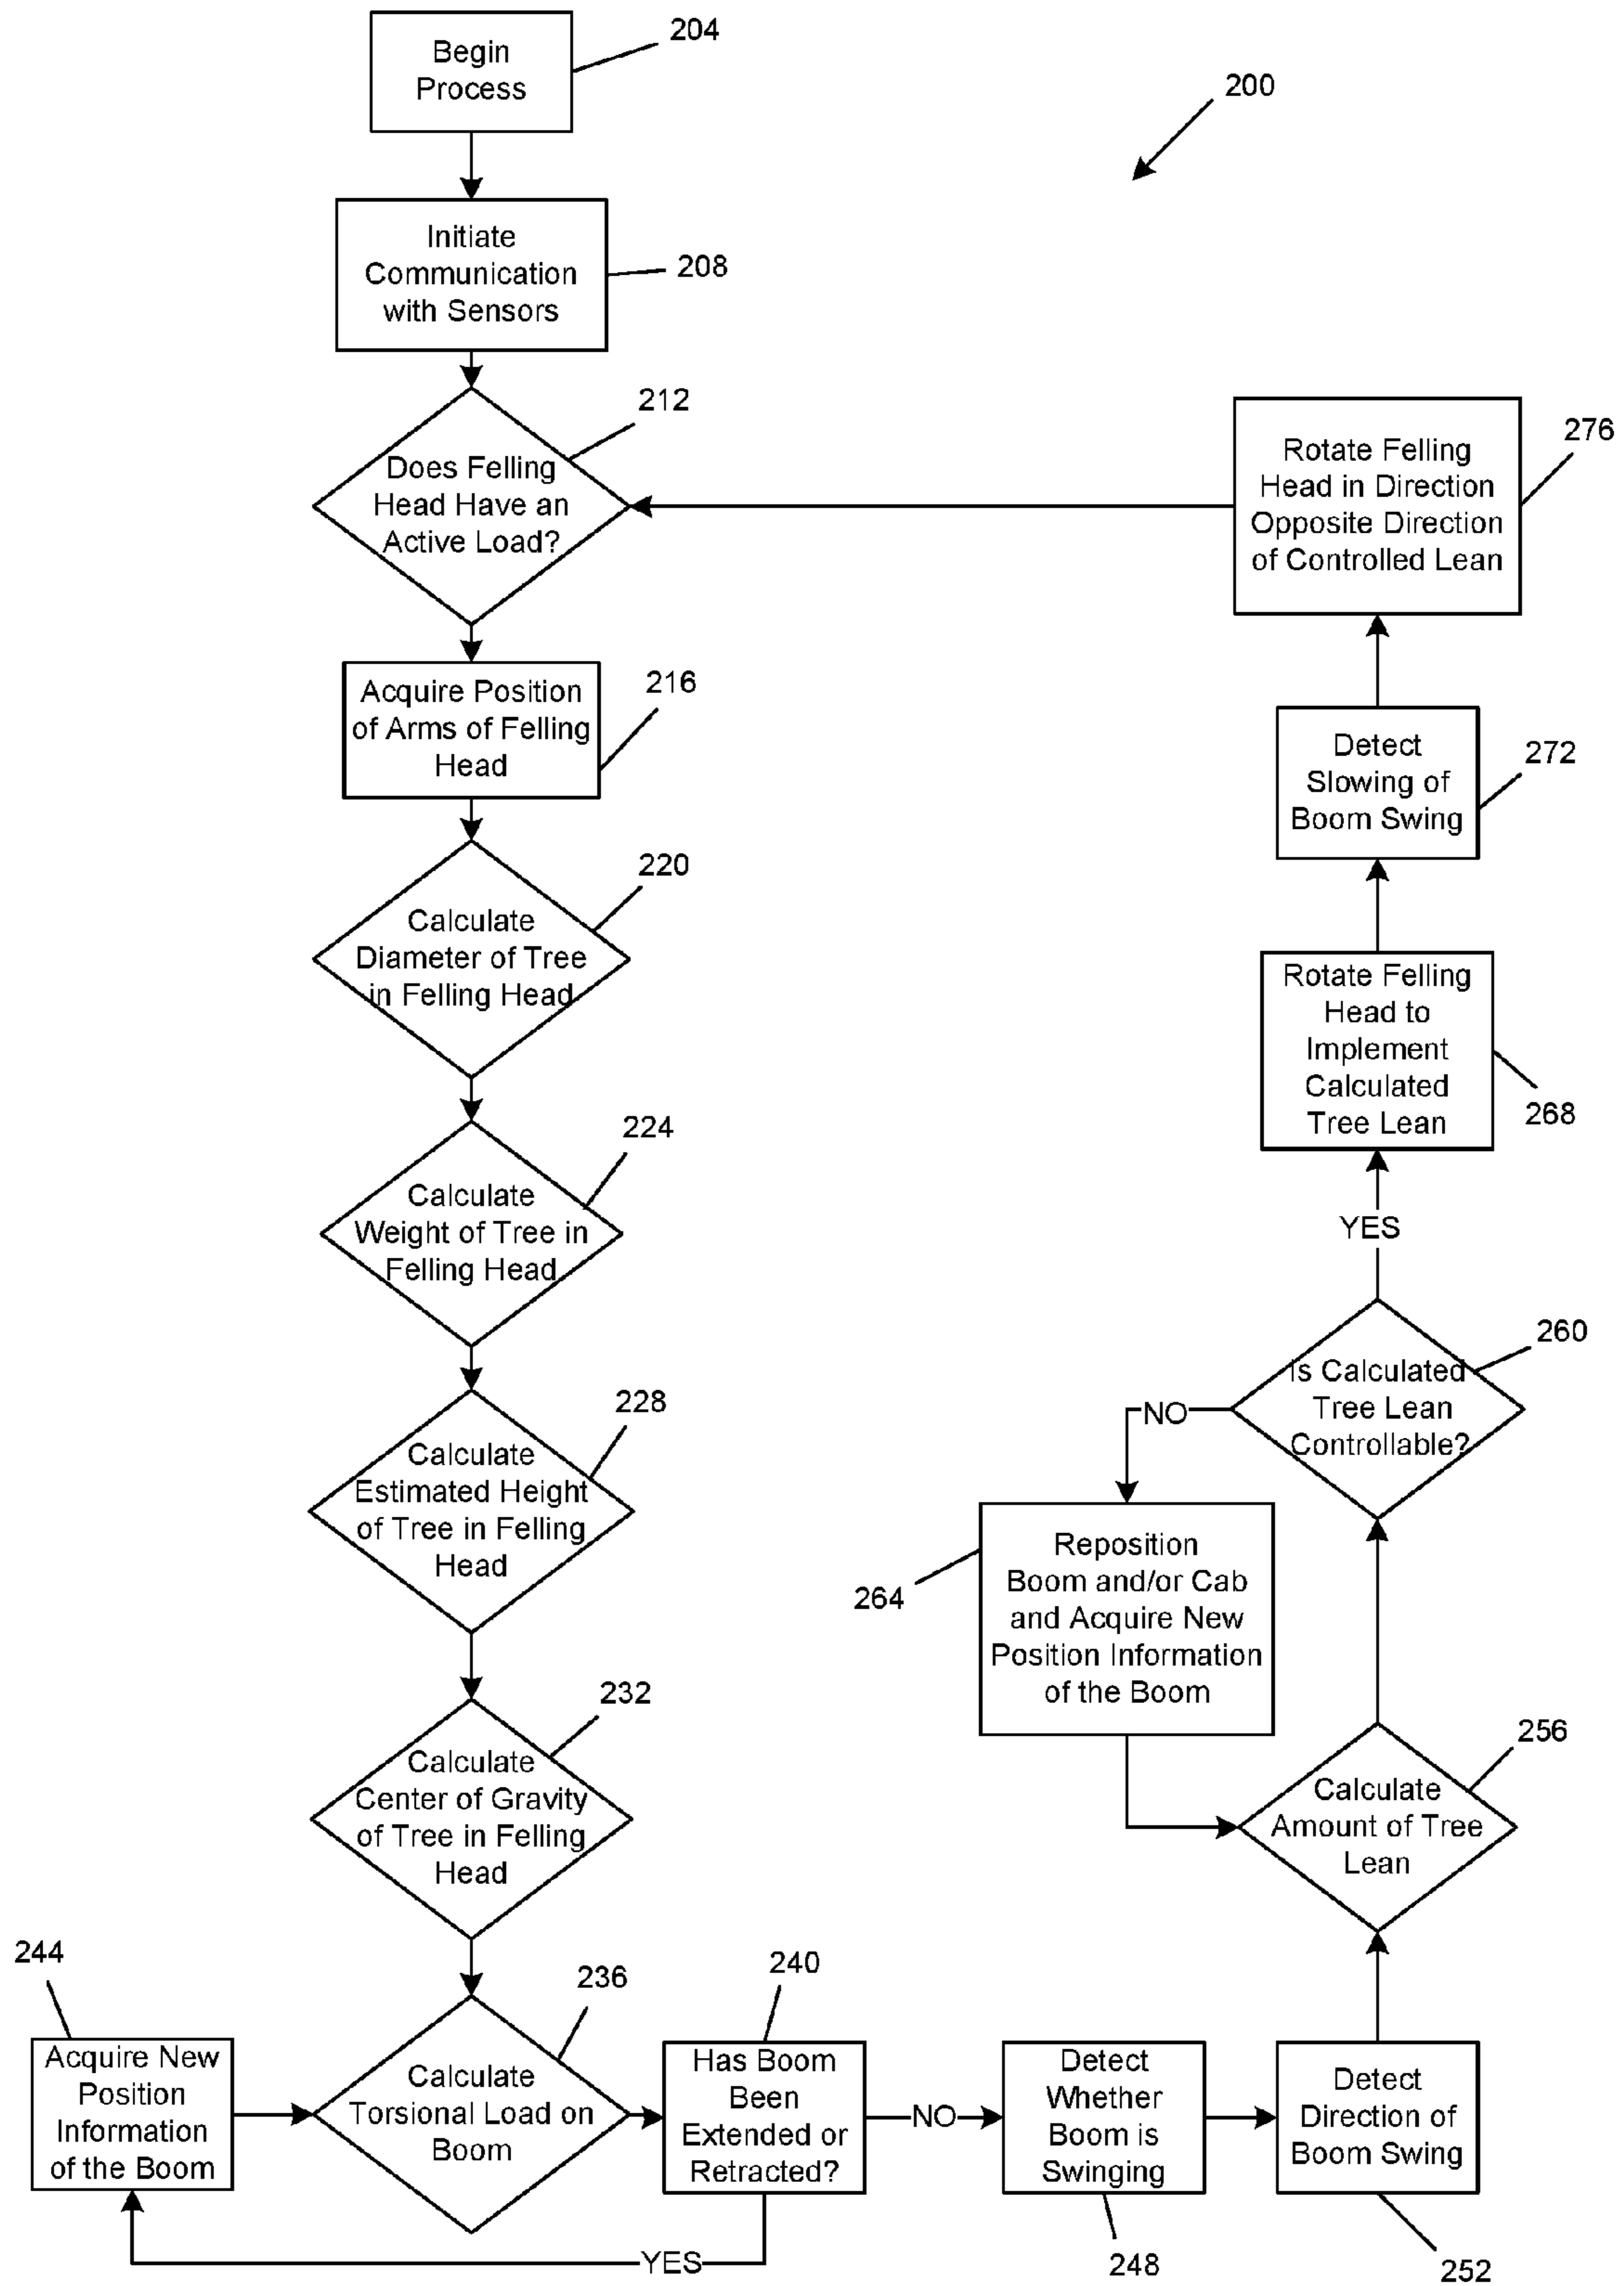 Begin
Process
204
200
Initiate
Communication
with Sensors
208
212
Does Felling
Head Have an
Active Load?
Acquire Position
of Arms of Felling
Head
216
220
Calculate
Diameter of Tree
in Felling Head
224
Calculate
Weight of Tree in
Felling Head
228
Calculate
Estimated Height
of Tree in Felling
Head
232
Calculate
Center of Gravity
of Tree in Felling
Head
236
Calculate
Torsional Load on
Boom
244
Acquire New
Position
Information
of the Boom
240
Has Boom
Been
Extended or
Retracted?
YES
NO
Detect
Whether
Boom is
Swinging
248
Detect
Direction of
Boom Swing
252
256
Calculate
Amount of Tree
Lean
260
Is Calculated
Tree Lean
Controllable?
NO
264
Reposition
Boom and/or Cab
and Acquire New
Position Information
of the Boom
YES
Rotate Felling
Head to
Implement
Calculated
Tree Lean
268
Detect
Slowing of
Boom Swing
272
Rotate Felling
Head in Direction
Opposite Direction
of Controlled Lean
276